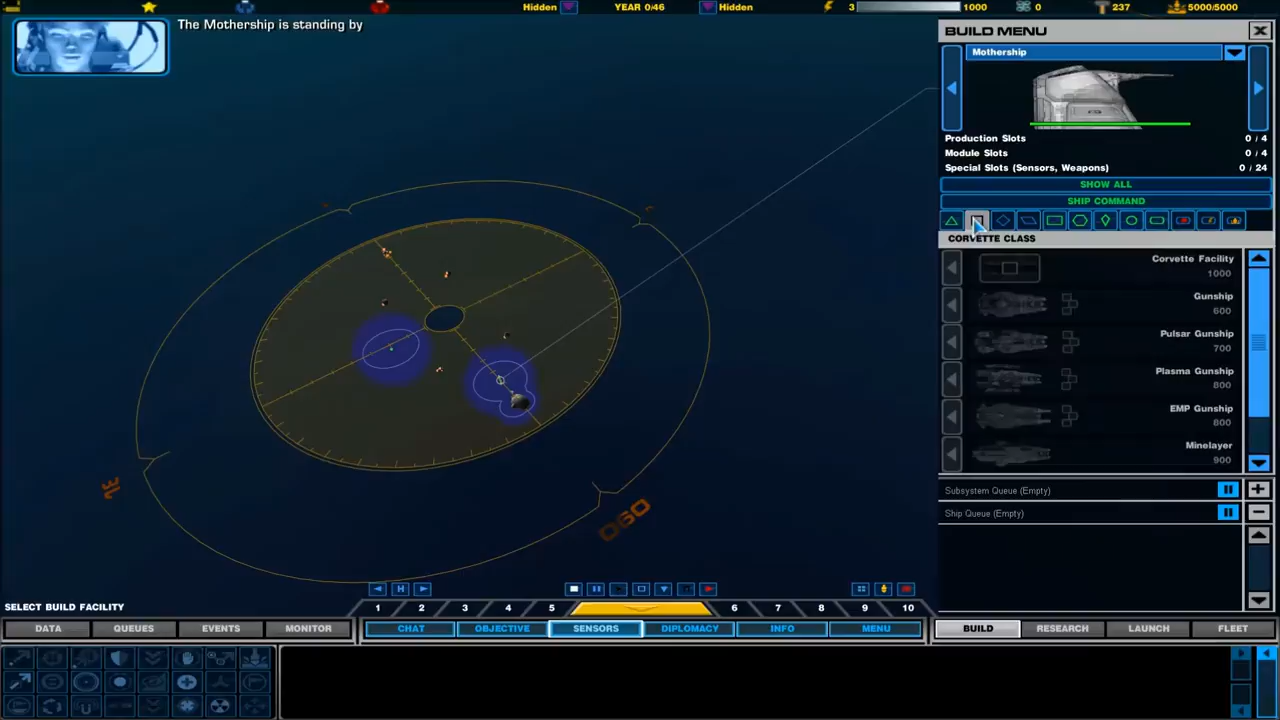 Hidden
YEAR 0/46
Hidden
3
1000
0
237
5000/5000
The Mothership is standing by
BUILD MENU
Mothership
Production Slots 0 / 4
Module Slots 0 / 4
Special Slots (Sensors, Weapons) 0 / 24
SHOW ALL
SHIP COMMAND
CORVETTE CLASS
Corvette Facility
1000
Gunship
600
Pulsar Gunship
700
Plasma Gunship
800
EMP Gunship
800
Minelayer
900
Subsystem Queue (Empty)
Ship Queue (Empty)
060
SELECT BUILD FACILITY
1 2 3 4 5 6 7 8 9 10
DATA QUEUES EVENTS MONITOR CHAT OBJECTIVE SENSORS DIPLOMACY INFO MENU BUILD RESEARCH LAUNCH FLEET